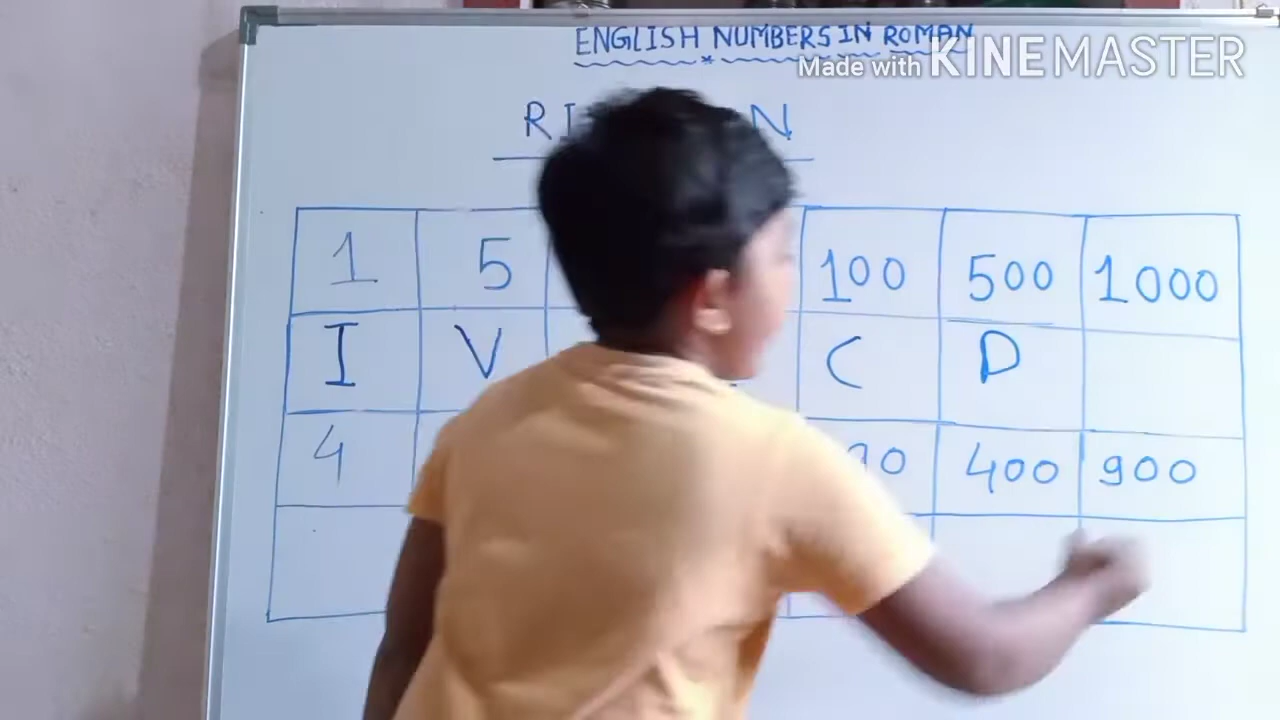 ENGLISH NUMBERS IN ROMAN
Made with KINEMASTER
1 5 100 500 1000
I V C D
4 400 900